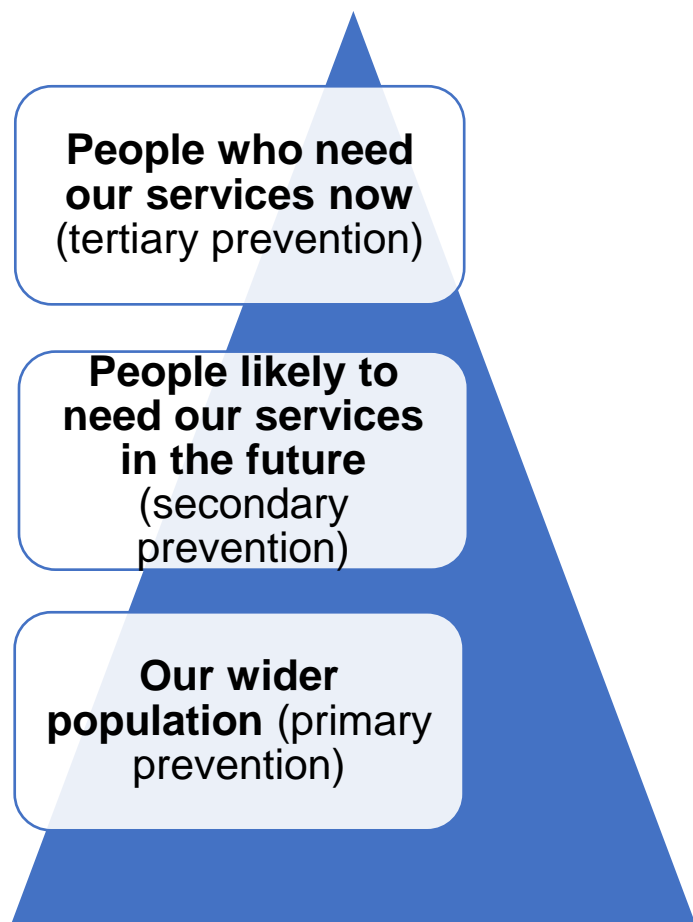 People who need
our services now
(tertiary prevention)
People likely to
need our services
in the future
(secondary
prevention)
Our wider
population (primary
prevention)